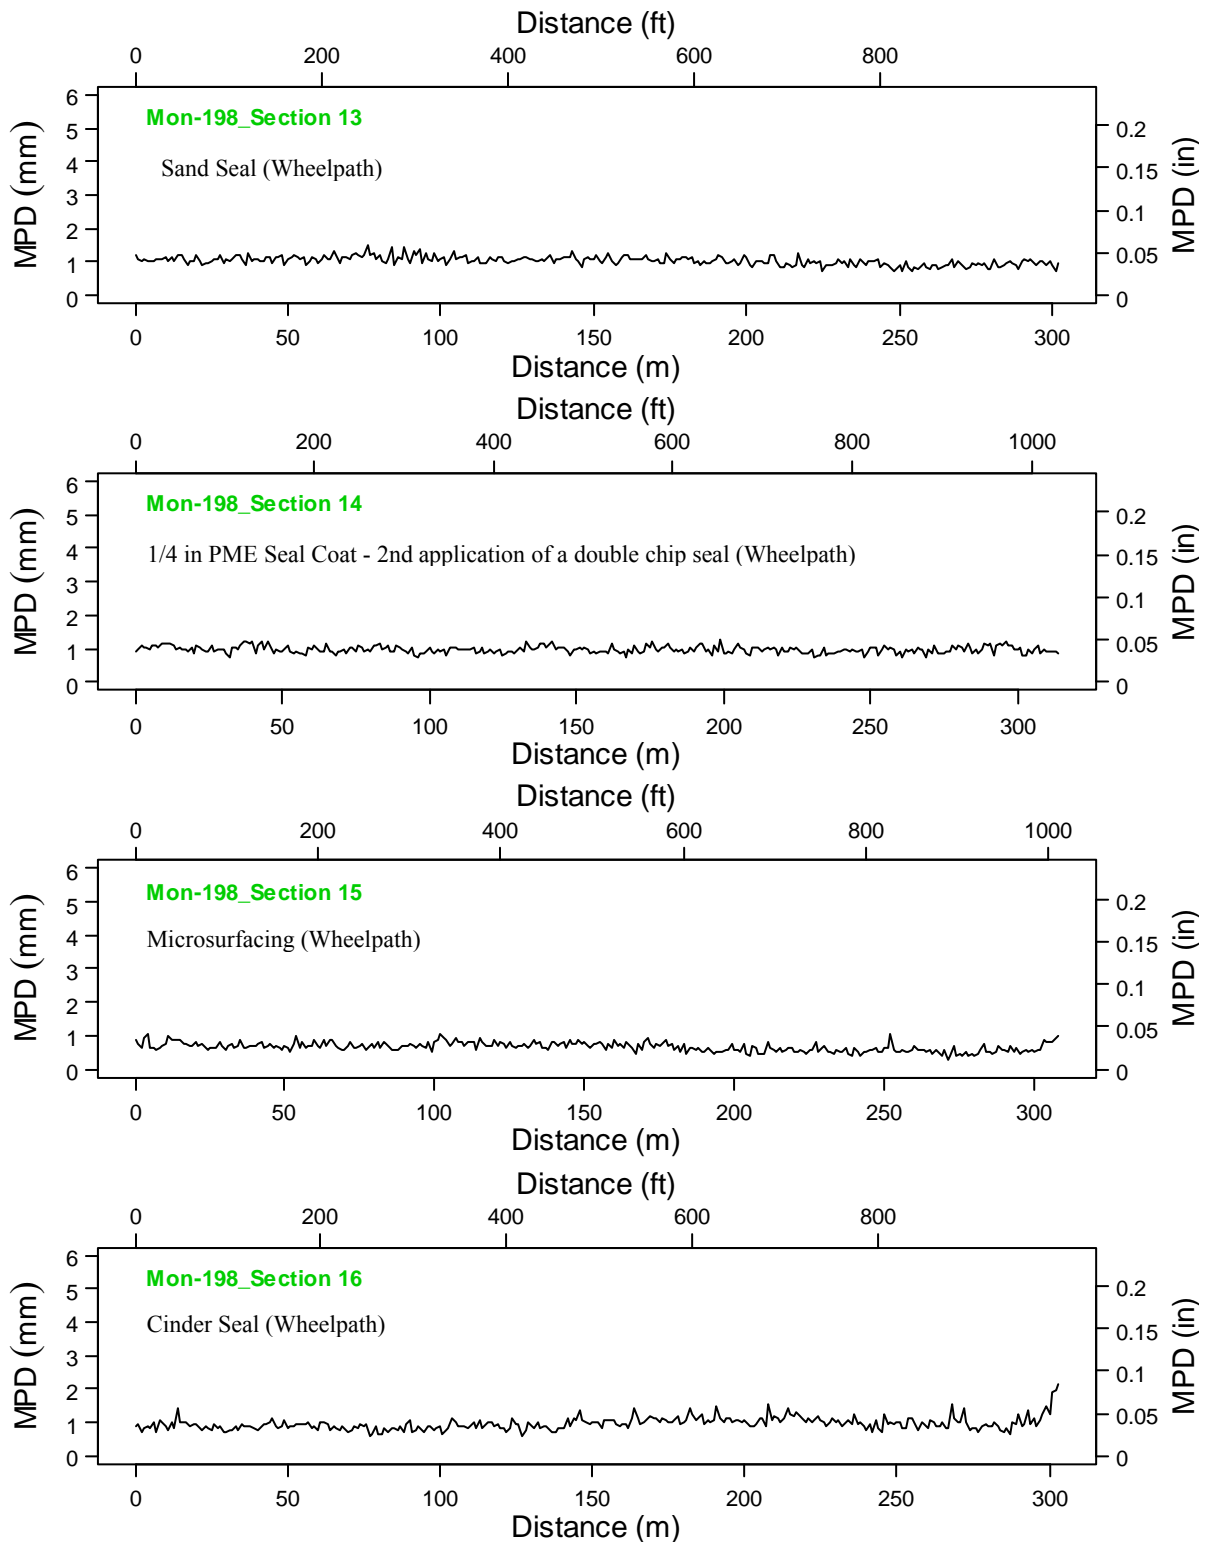 Distance (ft)
0 200 400 600 800
6 5 4 3 2 1 0
MPD (mm)
Mon-198_Section 13
Sand Seal (Wheelpath)
0.2 0.15 0.1 0.05 0
MPD (in)
0 50 100 150 200 250 300
Distance (m)
Distance (ft)
0 200 400 600 800 1000
6 5 4 3 2 1 0
MPD (mm)
Mon-198_Section 14
1/4 in PME Seal Coat - 2nd application of a double chip seal (Wheelpath)
0.2 0.15 0.1 0.05 0
MPD (in)
0 50 100 150 200 250 300
Distance (m)
Distance (ft)
0 200 400 600 800 1000
6 5 4 3 2 1 0
MPD (mm)
Mon-198_Section 15
Microsurfacing (Wheelpath)
0.2 0.15 0.1 0.05 0
MPD (in)
0 50 100 150 200 250 300
Distance (m)
Distance (ft)
0 200 400 600 800
6 5 4 3 2 1 0
MPD (mm)
Mon-198_Section 16
Cinder Seal (Wheelpath)
0.2 0.15 0.1 0.05 0
MPD (in)
0 50 100 150 200 250 300
Distance (m)